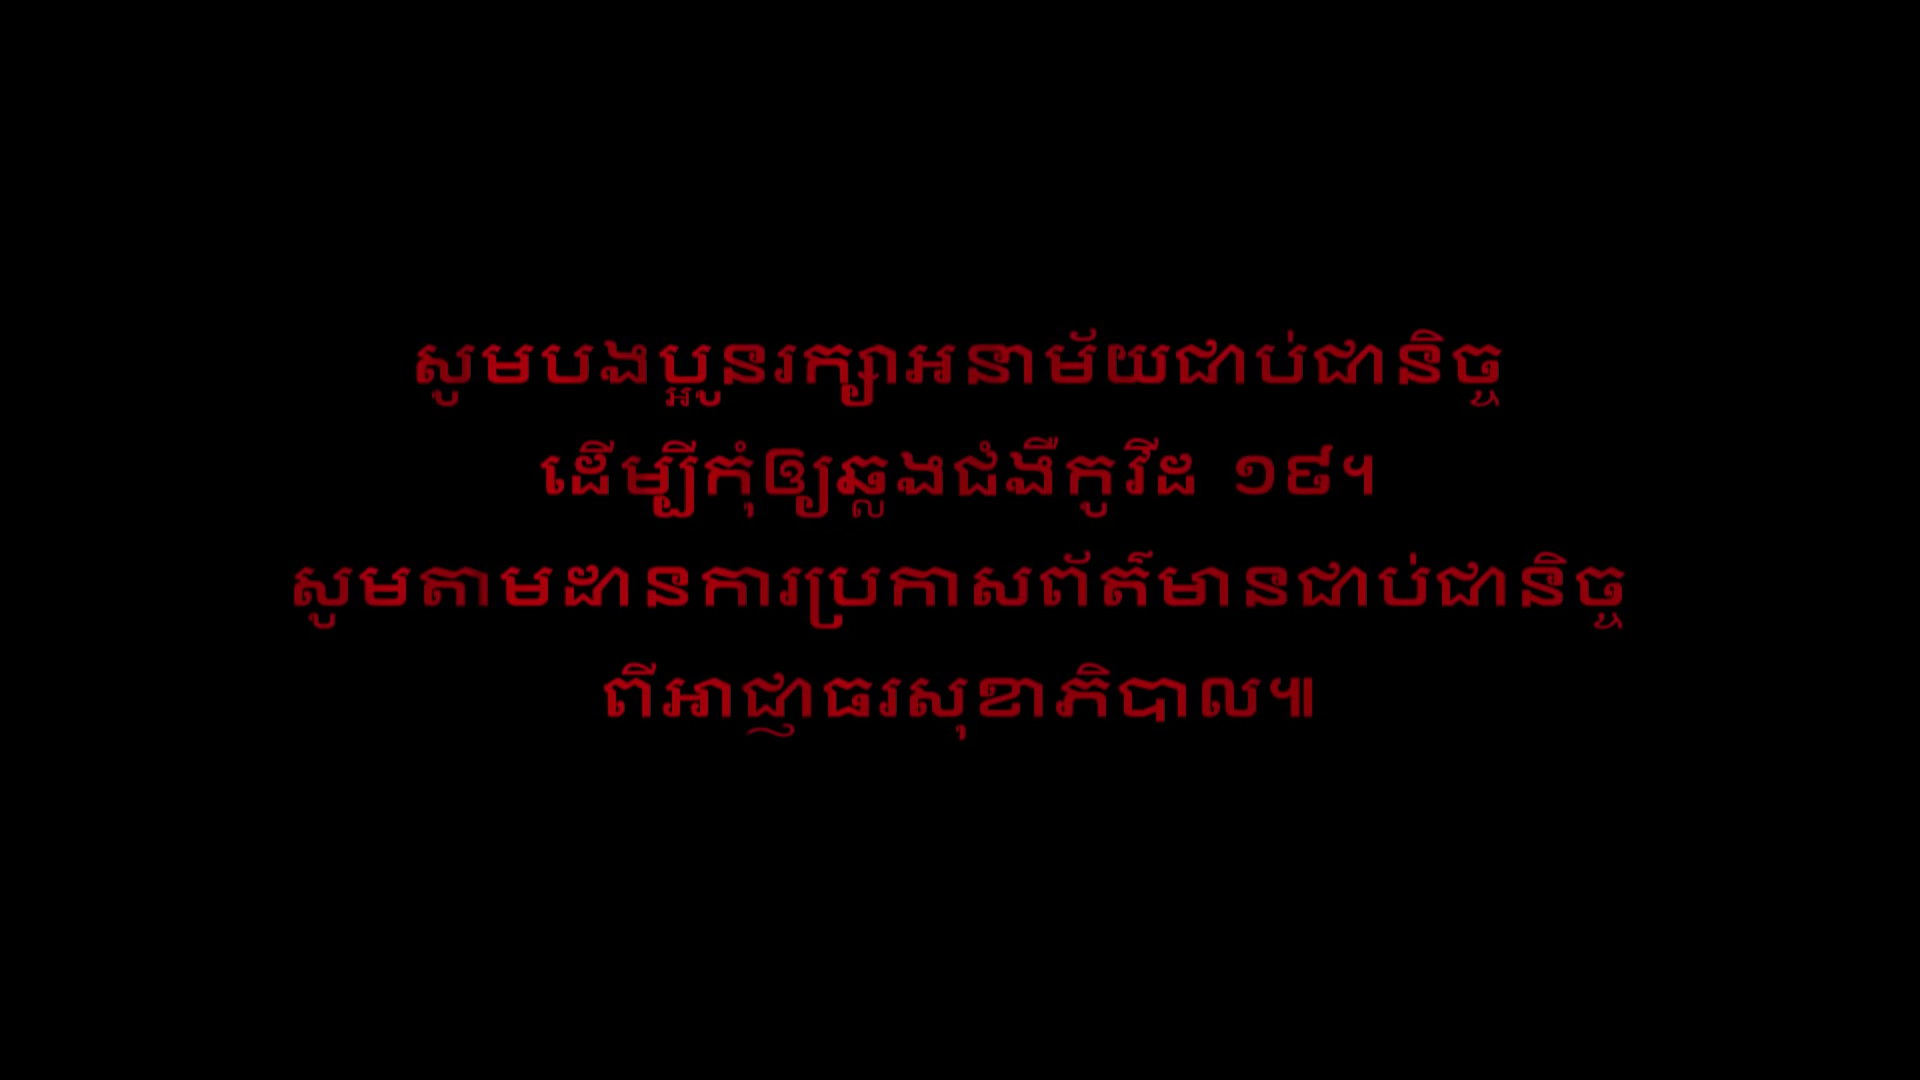 សូមបងប្អូនរក្សាអនាម័យជាប់ជានិច្ច
ដើម្បីកុំឲ្យឆ្លងជំងឺកូវីដ ១៩។
សូមតាមដានការប្រកាសព័ត៌មានជាប់ជានិច្ច
ពីអាជ្ញាធរសុខាភិបាល៕